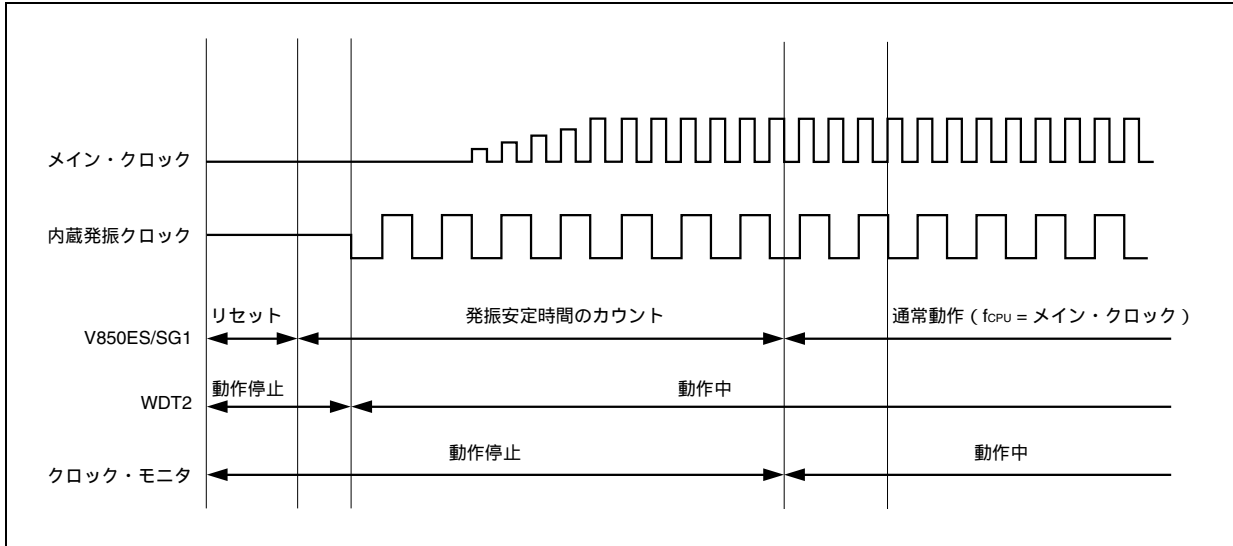 メイン・クロック
内蔵発振クロック
リセット
発振安定時間のカウント
通常動作(fCPU = メイン・クロック)
V850ES/SG1
動作停止
動作中
WDT2
動作停止
動作中
クロック・モニタ